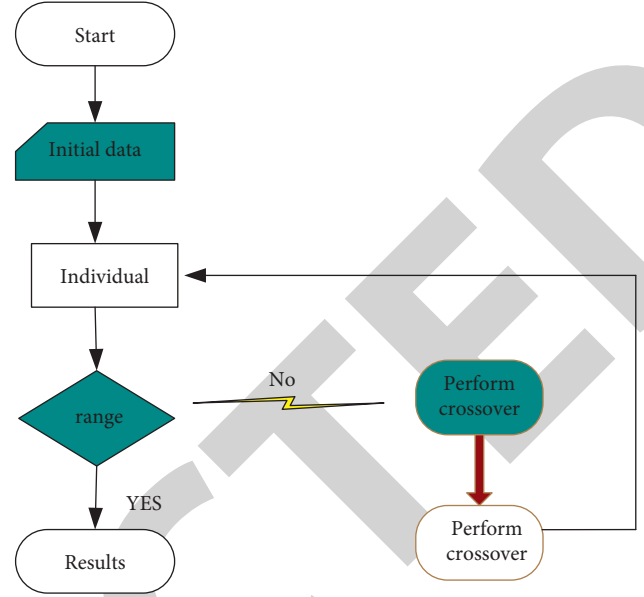 Start
Initial data
Individual
No
Perform
crossover
range
YES
Perform
crossover
Results